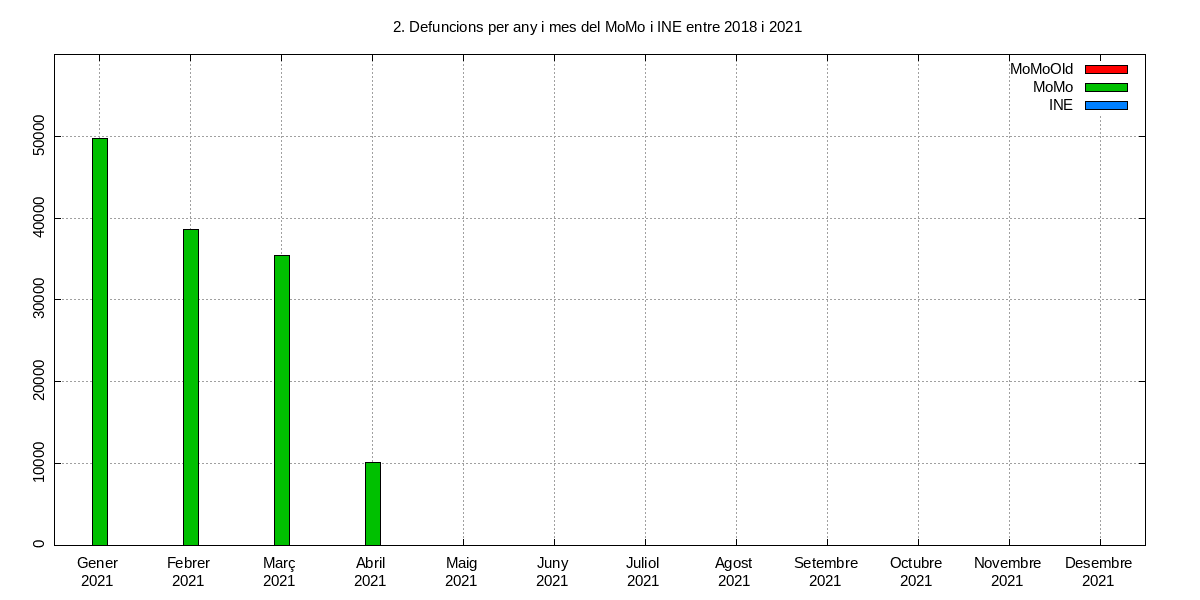 2. Defuncions per any i mes del MoMo i INE entre 2018 i 2021
MoMoOld
MoMo
INE
50000
40000
30000
20000
10000
0
Gener Febrer Març Abril Maig Juny Juliol Agost Setembre Octubre Novembre Desembre
2021 2021 2021 2021 2021 2021 2021 2021 2021 2021 2021 2021